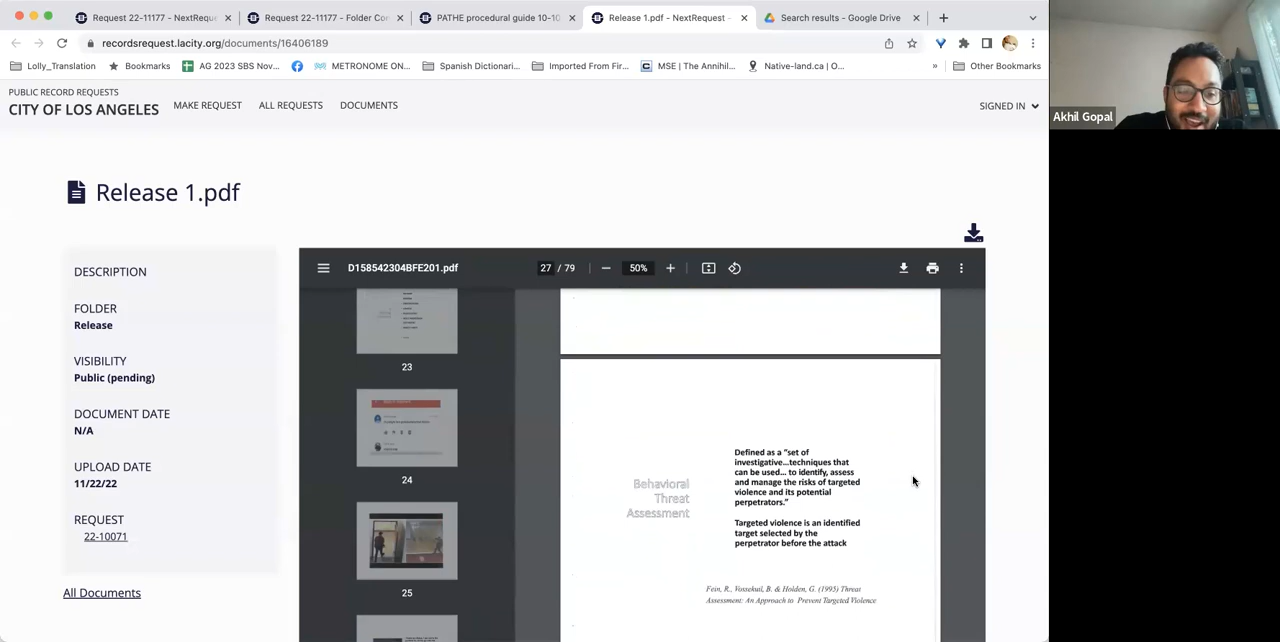 Request 22-11177 - NextReque
Request 22-11177 - Folder Con
PATHE procedural guide 10-10
Release 1.pdf - NextRequest -
Search results - Google Drive
recordsrequest.lacity.org/documents/16406189
Lolly_Translation
Bookmarks
AG 2023 SBS Nov...
METRONOME ON...
Spanish Dictionari...
Imported From Fir...
MSE | The Annihil...
Native-land.ca | O...
»
Other Bookmarks
PUBLIC RECORD REQUESTS
CITY OF LOS ANGELES
MAKE REQUEST
ALL REQUESTS
DOCUMENTS
SIGNED IN
Akhil Gopal
Release 1.pdf
DESCRIPTION
FOLDER
Release
VISIBILITY
Public (pending)
DOCUMENT DATE
N/A
UPLOAD DATE
11/22/22
REQUEST
22-10071
All Documents
D158542304BFE201.pdf
27 / 79
50%
23
24
25
Behavioral
Threat
Assessment
Defined as a "set of
investigative...techniques that
can be used... to identify, assess
and manage the risks of targeted
violence and its potential
perpetrators."
Targeted violence is an identified
target selected by the
perpetrator before the attack
Fein, R., Vossekuil, B. & Holden, G. (1995) Threat
Assessment: An Approach to Prevent Targeted Violence